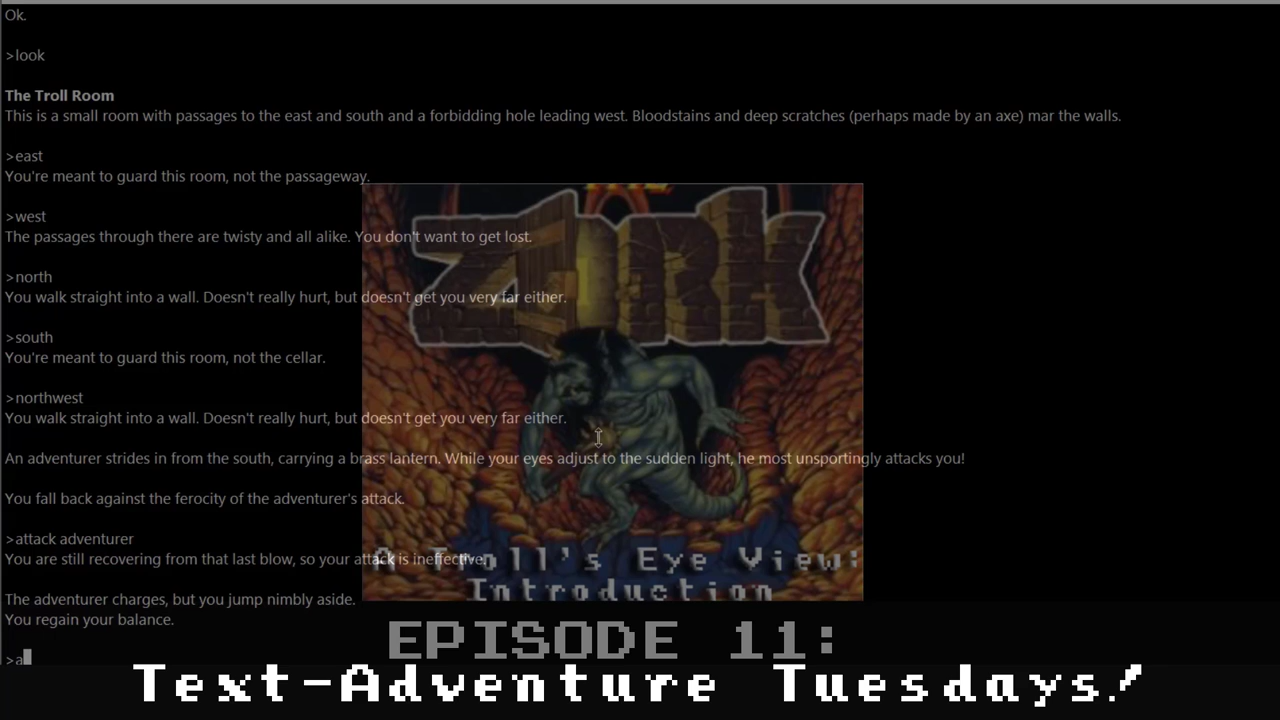 Ok.
>look
The Troll Room
This is a small room with passages to the east and south and a forbidding hole leading west. Bloodstains and deep scratches (perhaps made by an axe) mar the walls.
>east
You're meant to guard this room, not the passageway.
>west
The passages through there are twisty and all alike. You don't want to get lost.
>north
You walk straight into a wall. Doesn't really hurt, but doesn't get you very far either.
>south
You're meant to guard this room, not the cellar.
>northwest
You walk straight into a wall. Doesn't really hurt, but doesn't get you very far either.
An adventurer strides in from the south, carrying a brass lantern. While your eyes adjust to the sudden light, he most unsportingly attacks you!
You fall back against the ferocity of the adventurer's attack.
>attack adventurer
You are still recovering from that last blow, so your attack is ineffective.
The adventurer charges, but you jump nimbly aside.
You regain your balance.
>a
ZORK
A Troll's Eye View:
Introduction
EPISODE 11:
Text-Adventure Tuesdays!